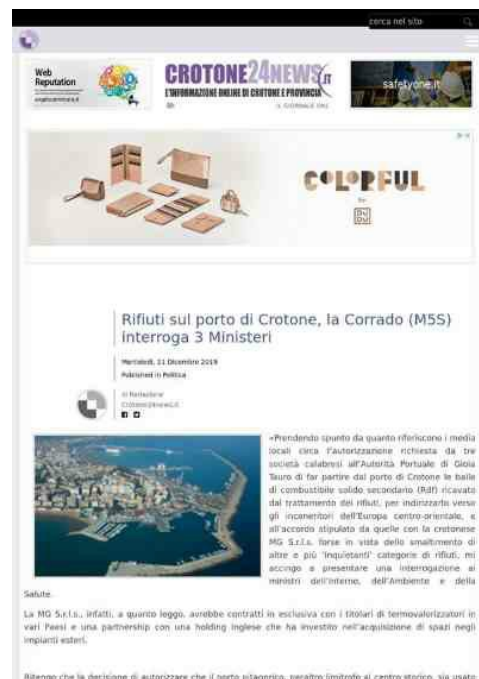 cerca nel sito
Web
Reputation
CROTONE24NEWS.IT
L'INFORMAZIONE ONLINE DI CROTONE E PROVINCIA
safetyone.it
COLORFUL
by
DUDU
Rifiuti sul porto di Crotone, la Corrado (M5S)
interroga 3 Ministeri
Mercoledì, 11 Dicembre 2019
Published in Politica
di Redazione
Crotone24news.it
«Prendendo spunto da quanto riferiscono i media
locali circa l'autorizzazione richiesta da tre
società calabresi all'Autorità Portuale di Gioia
Tauro di far partire dal porto di Crotone le balle
di combustibile solido secondario (Rdf) ricavato
dal trattamento dei rifiuti, per indirizzarlo verso
gli inceneritori dell'Europa centro-orientale, e
all'accordo stipulato da quelle con la crotonese
MG S.r.l.s. forse in vista dello smaltimento di
altre e più 'inquietanti' categorie di rifiuti, mi
accingo a presentare una interrogazione ai
ministri dell'Interno, dell'Ambiente e della
Salute.
La MG S.r.l.s., infatti, a quanto leggo, avrebbe contratti in esclusiva con i titolari di termovalorizzatori in
vari Paesi e una partnership con una holding inglese che ha investito nell'acquisizione di spazi negli
impianti esteri.
Ritengo che la decisione di autorizzare che il porto pitagorico, peraltro limitrofo al centro storico, sia usato